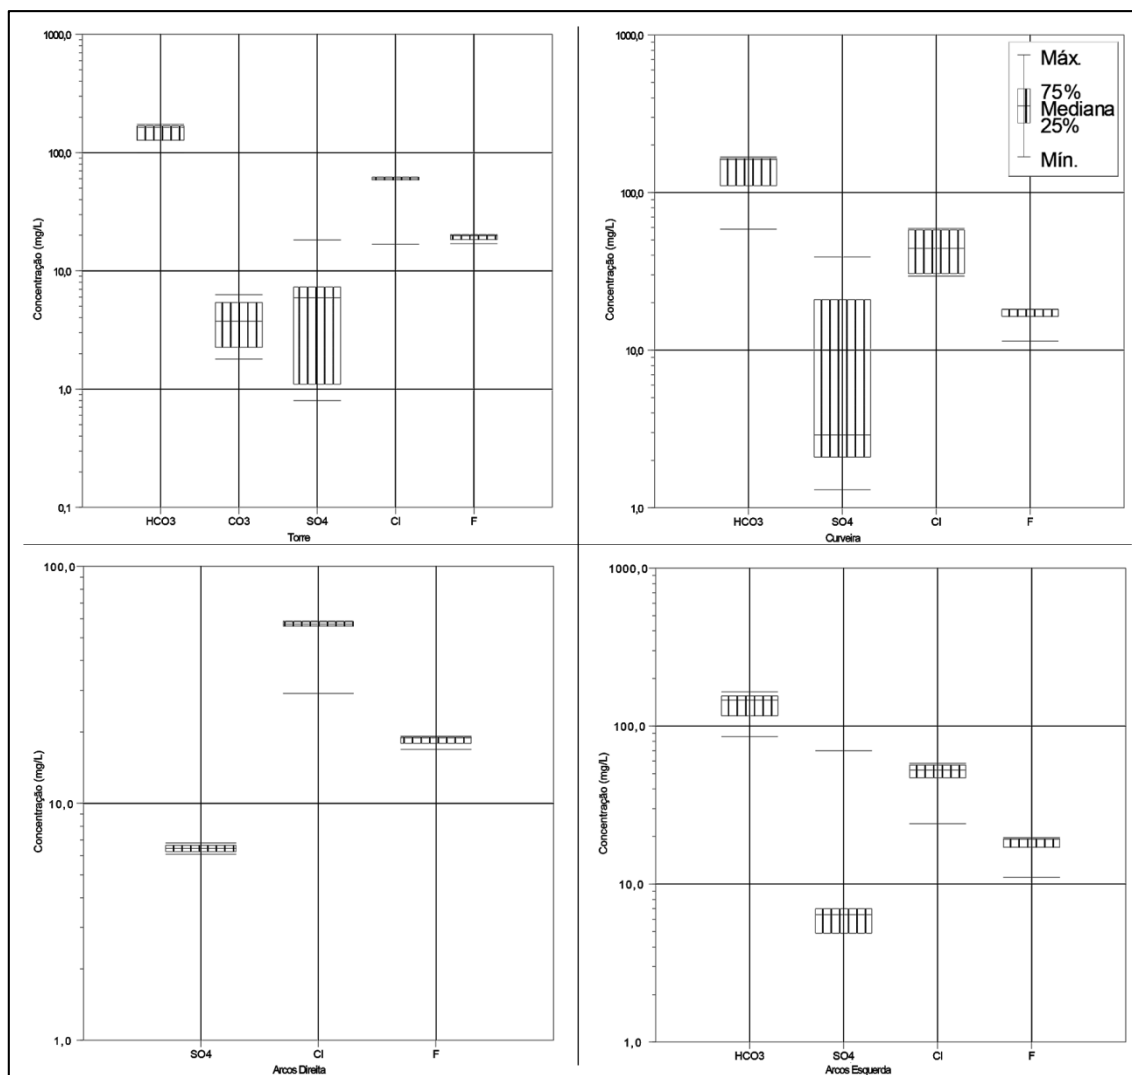 1000,0
100,0
10,0
1,0
0,1
Concentração (mg/L)
HCO3 CO3 SO4 Cl F
Torre
1000,0
100,0
10,0
1,0
Concentração (mg/L)
HCO3 SO4 Cl F
Curveira
Máx.
75%
Mediana
25%
Mín.
100,0
10,0
1,0
Concentração (mg/L)
SO4 Cl F
Arcos Direita
1000,0
100,0
10,0
1,0
Concentração (mg/L)
HCO3 SO4 Cl F
Arcos Esquerda